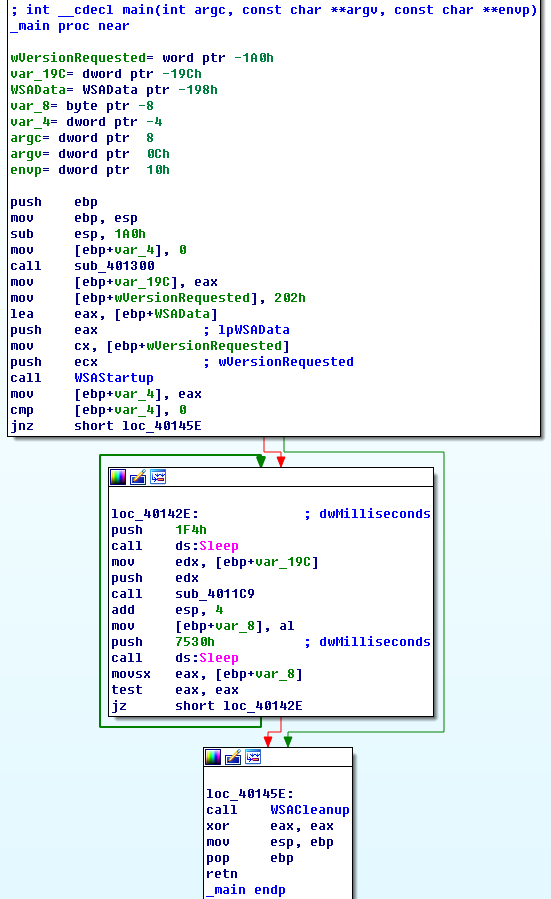 ; int __cdecl main(int argc, const char **argv, const char **envp)
_main proc near
wVersionRequested= word ptr -1A0h
var_19C= dword ptr -19Ch
WSAData= WSAData ptr -198h
var_8= byte ptr -8
var_4= dword ptr -4
argc= dword ptr  8
argv= dword ptr  0Ch
envp= dword ptr  10h
push    ebp
mov     ebp, esp
sub     esp, 1A0h
mov     [ebp+var_4], 0
call    sub_401300
mov     [ebp+var_19C], eax
mov     [ebp+wVersionRequested], 202h
lea     eax, [ebp+WSAData]
push    eax             ; lpWSAData
mov     cx, [ebp+wVersionRequested]
push    ecx             ; wVersionRequested
call    WSAStartup
mov     [ebp+var_4], eax
cmp     [ebp+var_4], 0
jnz     short loc_40145E
loc_40142E:             ; dwMilliseconds
push    1F4h
call    ds:Sleep
mov     edx, [ebp+var_19C]
push    edx
call    sub_4011C9
add     esp, 4
mov     [ebp+var_8], al
push    7530h           ; dwMilliseconds
call    ds:Sleep
movsx   eax, [ebp+var_8]
test    eax, eax
jz      short loc_40142E
loc_40145E:
call    WSACleanup
xor     eax, eax
mov     esp, ebp
pop     ebp
retn
_main endp